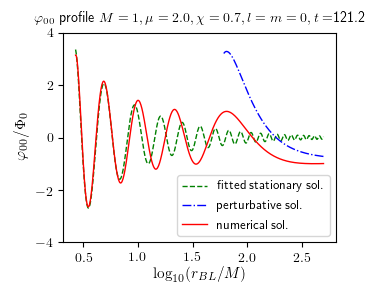 φ₀₀ profile M = 1, μ = 2.0, χ = 0.7, l = m = 0, t =121.2
φ₀₀/Φ₀
4
2
0
−2
−4
fitted stationary sol.
perturbative sol.
numerical sol.
0.5 1.0 1.5 2.0 2.5
log₁₀(r_BL/M)